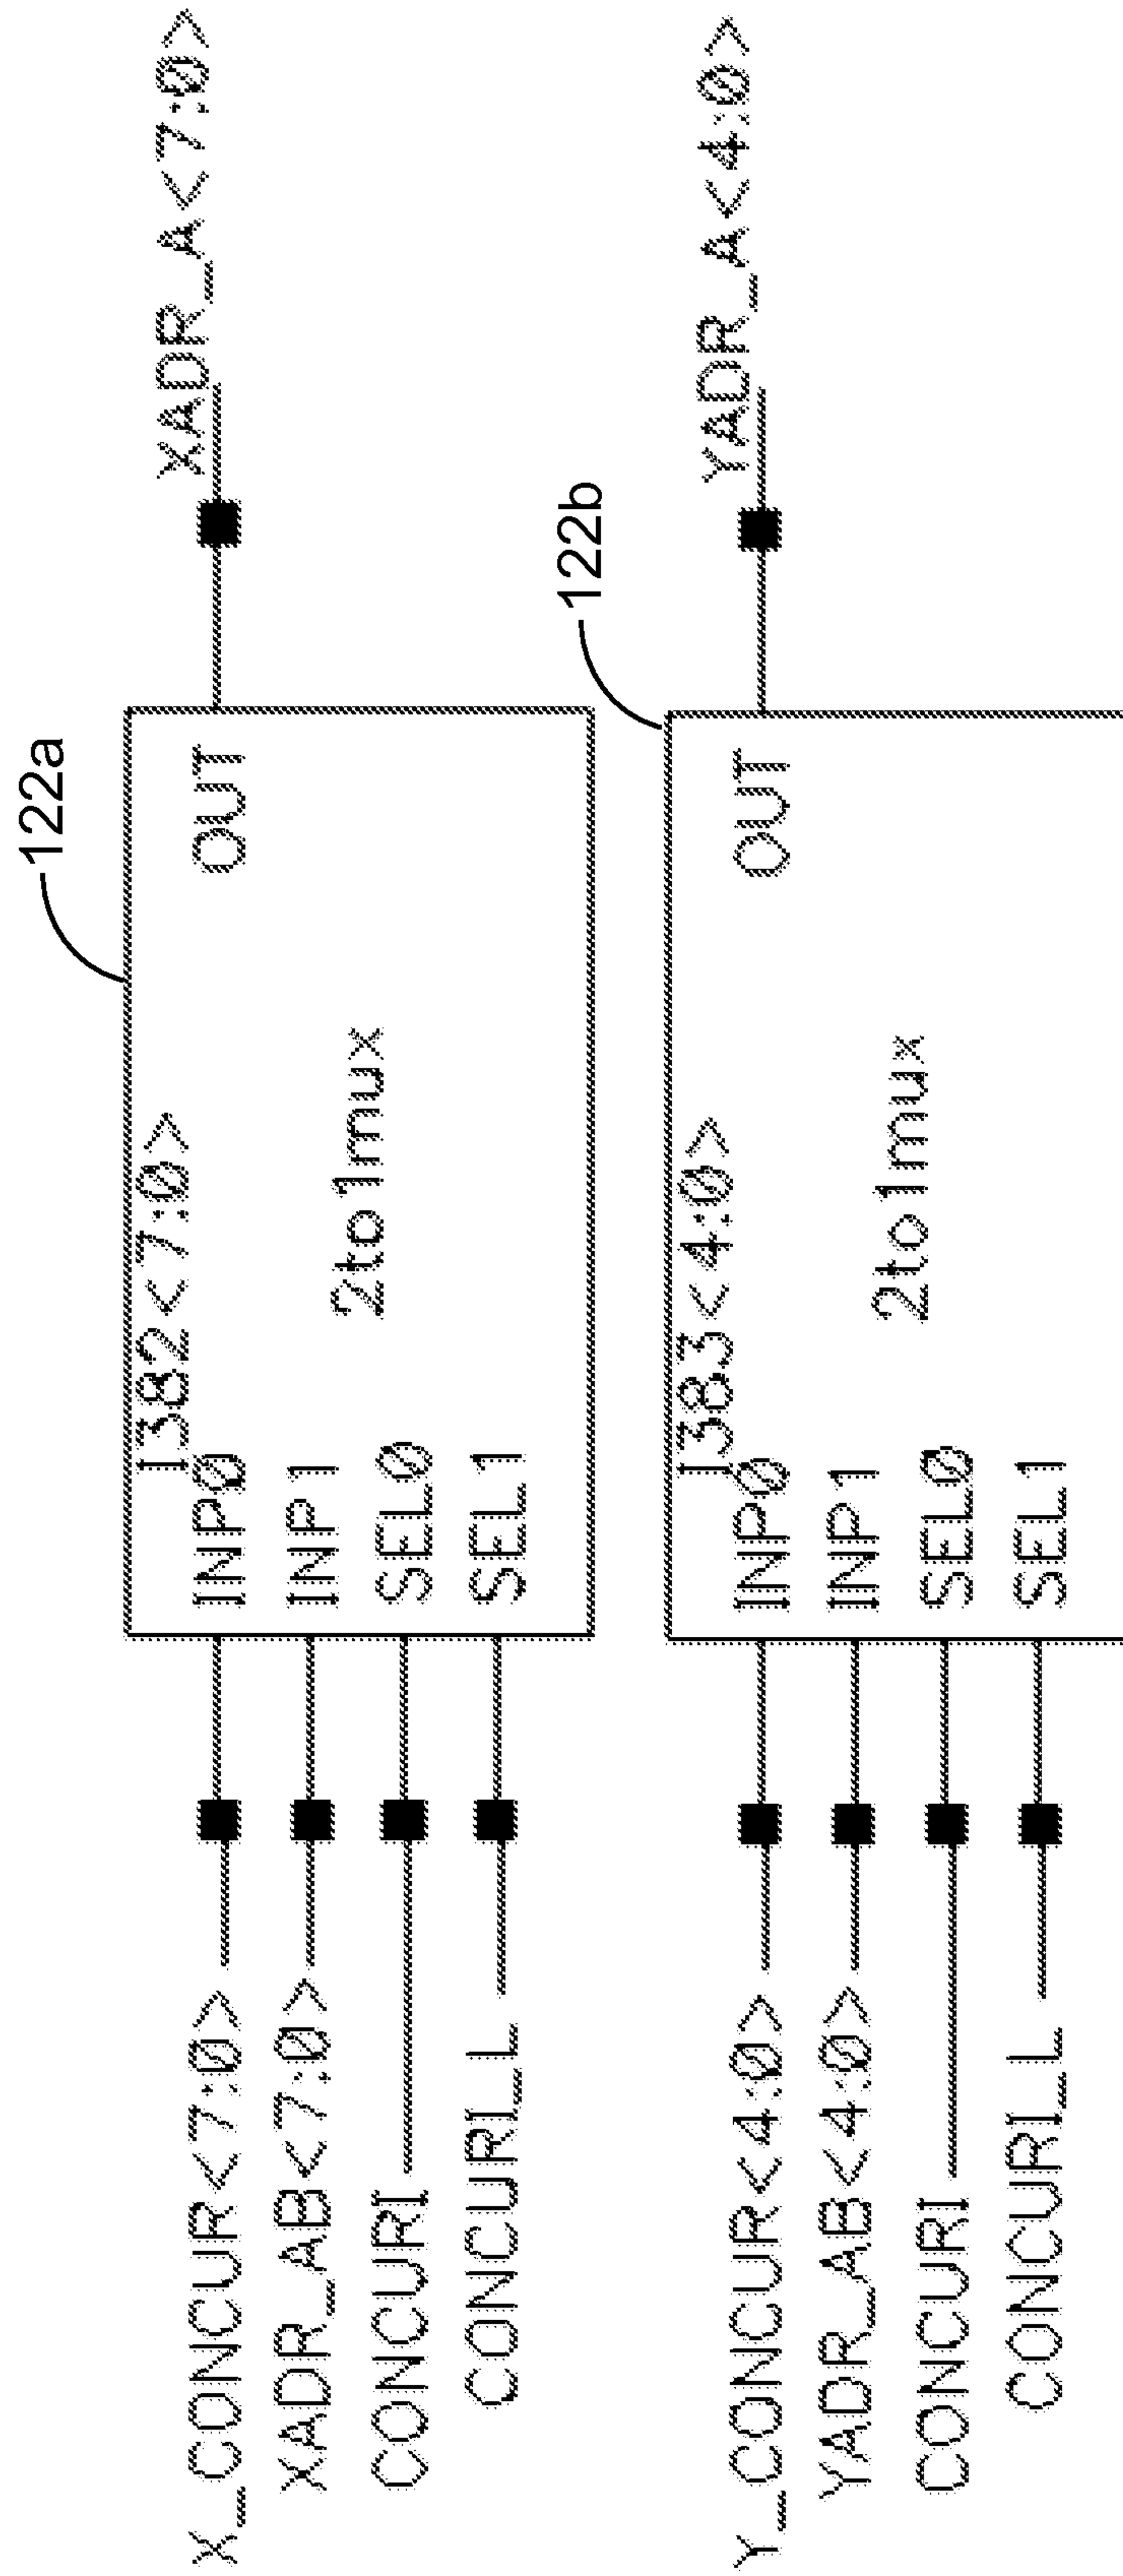 122a
I382<7:0>
X_CONCUR<7:0>
INP0
OUT
XADR_A<7:0>
XADR_AB<7:0>
INP1
2to1mux
CONCURI
SEL0
CONCURI_L
SEL1
122b
I383<4:0>
Y_CONCUR<4:0>
INP0
OUT
YADR_A<4:0>
YADR_AB<4:0>
INP1
2to1mux
CONCURI
SEL0
CONCURI_L
SEL1